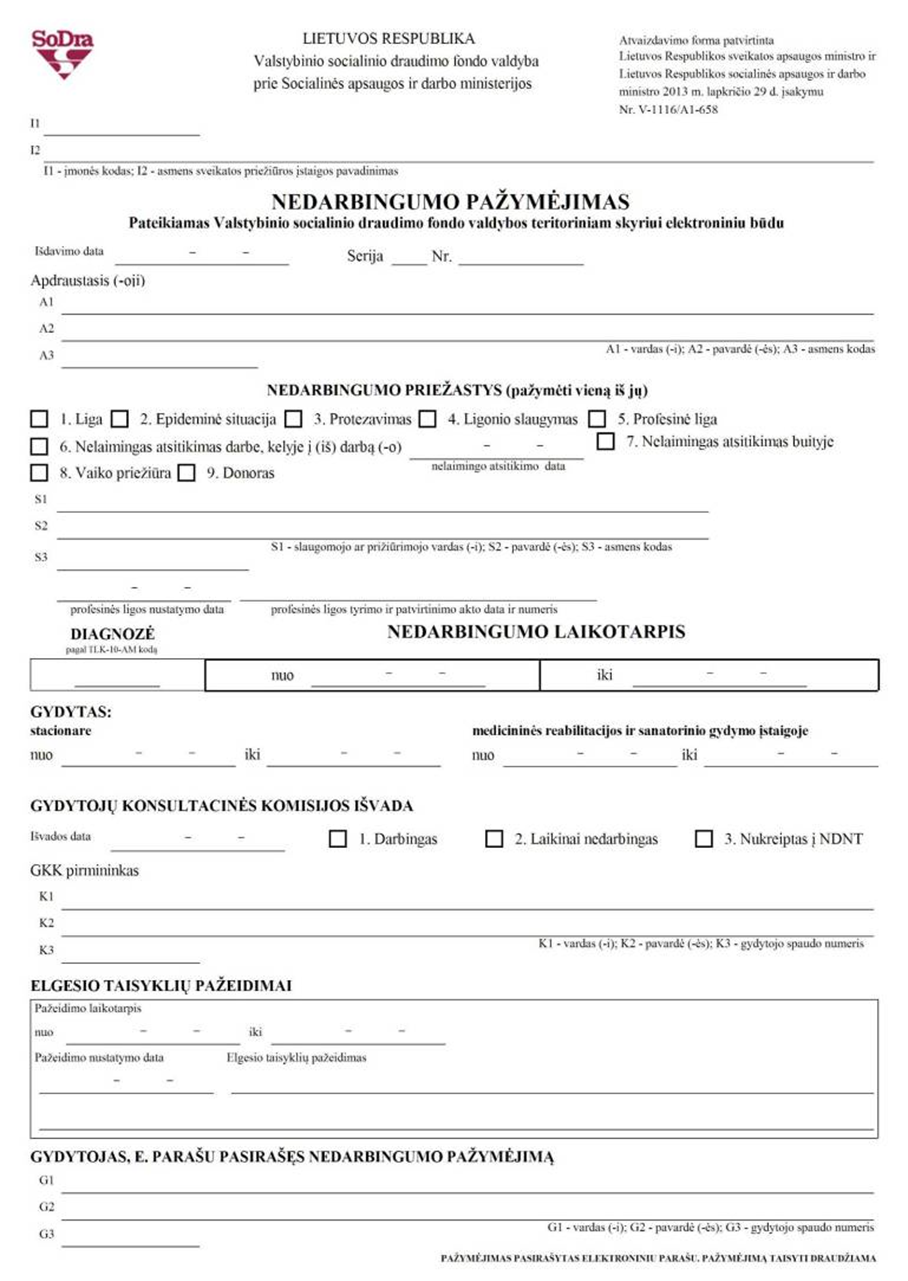 SoDra
LIETUVOS RESPUBLIKA
Valstybinio socialinio draudimo fondo valdyba
prie Socialinės apsaugos ir darbo ministerijos
Atvaizdavimo forma patvirtinta
Lietuvos Respublikos sveikatos apsaugos ministro ir
Lietuvos Respublikos socialinės apsaugos ir darbo
ministro 2013 m. lapkričio 29 d. įsakymu
Nr. V-1116/A1-658
I1
I2
I1 - įmonės kodas; I2 - asmens sveikatos priežiūros įstaigos pavadinimas
NEDARBINGUMO PAŽYMĖJIMAS
Pateikiamas Valstybinio socialinio draudimo fondo valdybos teritoriniam skyriui elektroniniu būdu
Išdavimo data – – Serija Nr.
Apdraustasis (-oji)
A1
A2
A3 A1 - vardas (-i); A2 - pavardė (-ės); A3 - asmens kodas
NEDARBINGUMO PRIEŽASTYS (pažymėti vieną iš jų)
1. Liga 2. Epideminė situacija 3. Protezavimas 4. Ligonio slaugymas 5. Profesinė liga
6. Nelaimingas atsitikimas darbe, kelyje į (iš) darbą (-o) – – 7. Nelaimingas atsitikimas buityje
nelaimingo atsitikimo data
8. Vaiko priežiūra 9. Donoras
S1
S2
S3 S1 - slaugomojo ar prižiūrimojo vardas (-i); S2 - pavardė (-ės); S3 - asmens kodas
– –
profesinės ligos nustatymo data profesinės ligos tyrimo ir patvirtinimo akto data ir numeris
DIAGNOZĖ NEDARBINGUMO LAIKOTARPIS
pagal TLK-10-AM kodą
nuo – – iki – –
GYDYTAS:
stacionare medicininės reabilitacijos ir sanatorinio gydymo įstaigoje
nuo – – iki – – nuo – – iki – –
GYDYTOJŲ KONSULTACINĖS KOMISIJOS IŠVADA
Išvados data – – 1. Darbingas 2. Laikinai nedarbingas 3. Nukreiptas į NDNT
GKK pirmininkas
K1
K2
K3 K1 - vardas (-i); K2 - pavardė (-ės); K3 - gydytojo spaudo numeris
ELGESIO TAISYKLIŲ PAŽEIDIMAI
Pažeidimo laikotarpis
nuo – – iki – –
Pažeidimo nustatymo data Elgesio taisyklių pažeidimas
– –
GYDYTOJAS, E. PARAŠU PASIRAŠĘS NEDARBINGUMO PAŽYMĖJIMĄ
G1
G2
G3 G1 - vardas (-i); G2 - pavardė (-ės); G3 - gydytojo spaudo numeris
PAŽYMĖJIMAS PASIRAŠYTAS ELEKTRONINIU PARAŠU. PAŽYMĖJIMĄ TAISYTI DRAUDŽIAMA